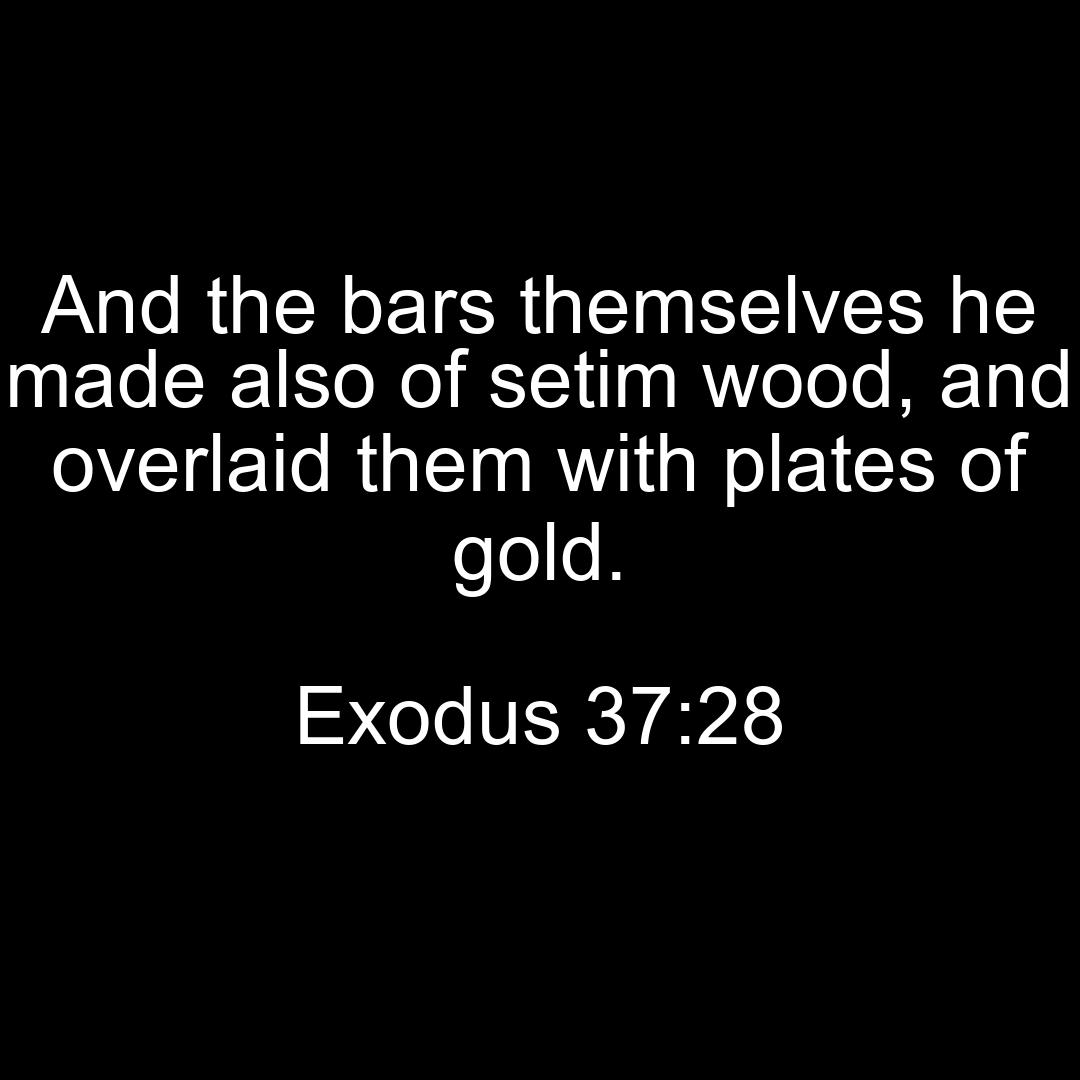 And the bars themselves he
made also of setim wood, and
overlaid them with plates of
gold.
Exodus 37:28